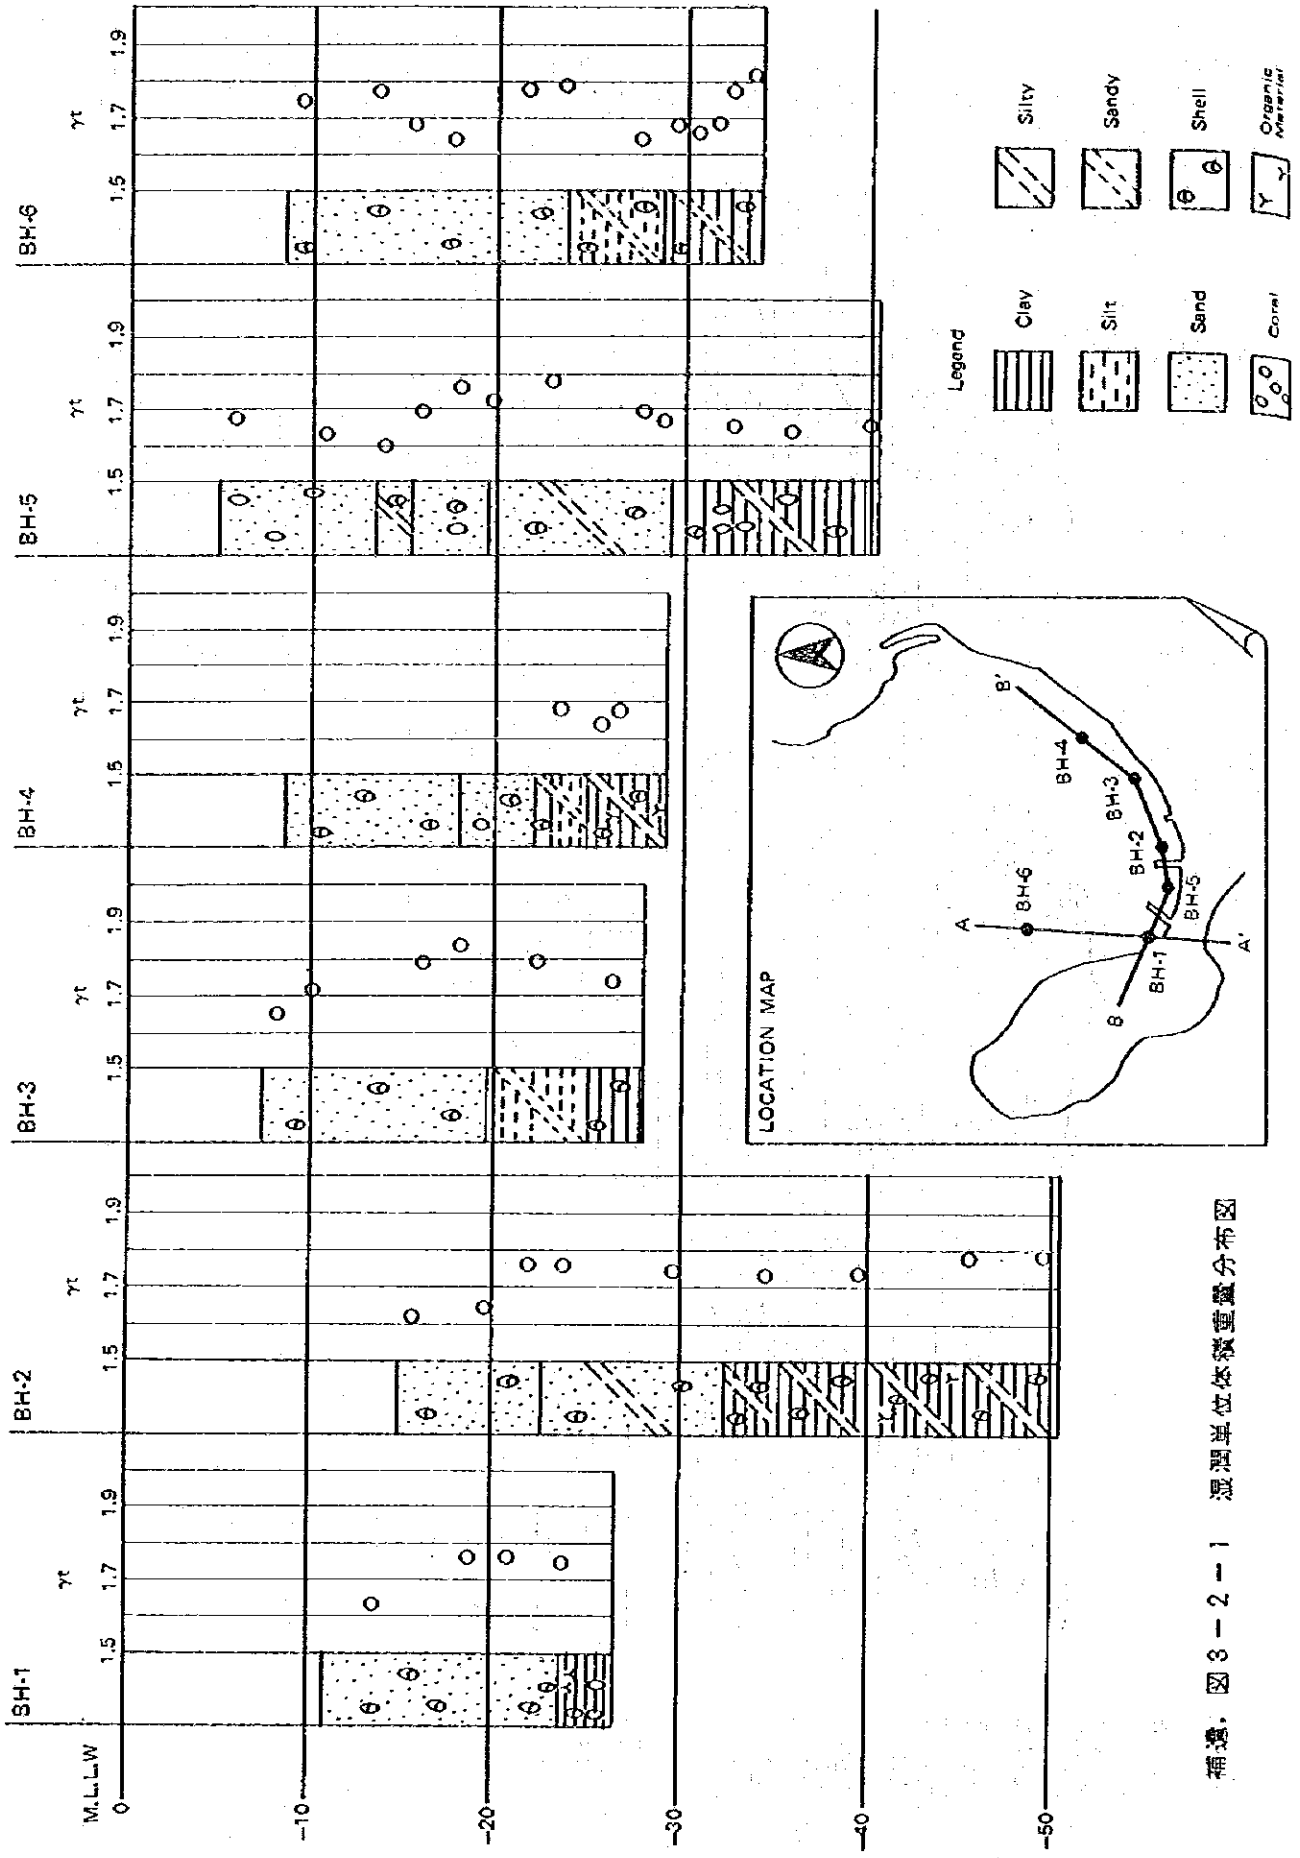 BH-1
BH-2
BH-3
BH-4
BH-5
BH-6
γt
γt
γt
γt
γt
γt
1.5 1.7 1.9
1.5 1.7 1.9
1.5 1.7 1.9
1.5 1.7 1.9
1.5 1.7 1.9
1.5 1.7 1.9
M.L.L.W
0
-10
-20
-30
-40
-50
LOCATION MAP
A
BH-6
B
BH-1
A'
BH-5
BH-2
BH-3
BH-4
B'
Legend
Clay
Silty
Silt
Sandy
Sand
Shell
Coral
Organic
Material
補遺. 図3-2-1 湿潤単位体積重量分布図